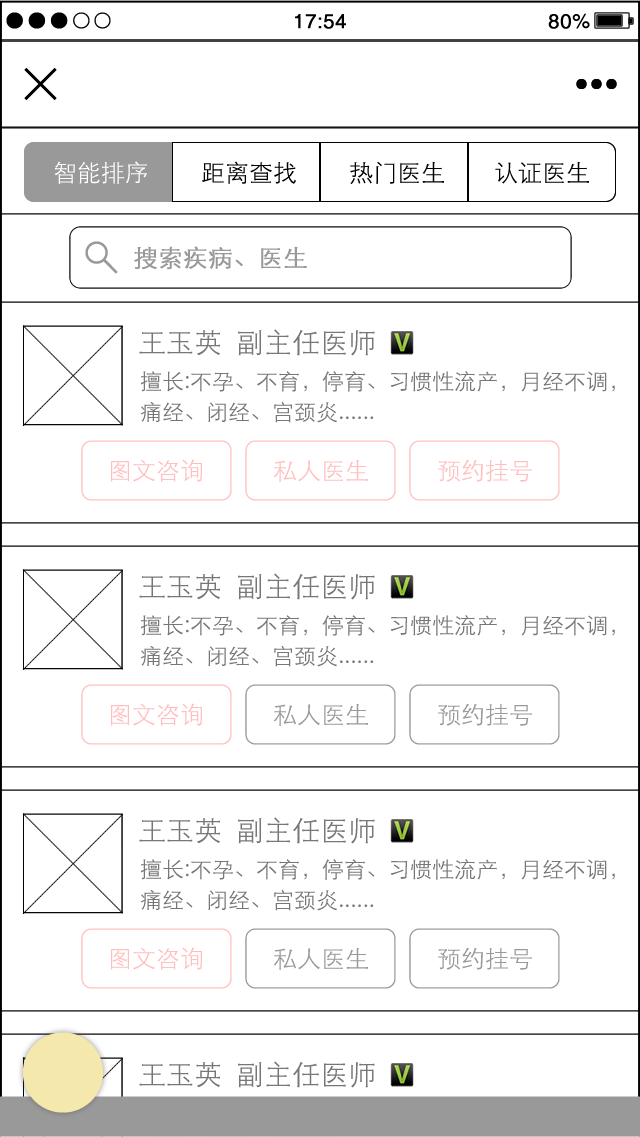 17:54 80%
智能排序 距离查找 热门医生 认证医生
搜索疾病、医生
王玉英 副主任医师 V
擅长:不孕、不育，停育、习惯性流产，月经不调，
痛经、闭经、宫颈炎......
图文咨询 私人医生 预约挂号
王玉英 副主任医师 V
擅长:不孕、不育，停育、习惯性流产，月经不调，
痛经、闭经、宫颈炎......
图文咨询 私人医生 预约挂号
王玉英 副主任医师 V
擅长:不孕、不育，停育、习惯性流产，月经不调，
痛经、闭经、宫颈炎......
图文咨询 私人医生 预约挂号
王玉英 副主任医师 V